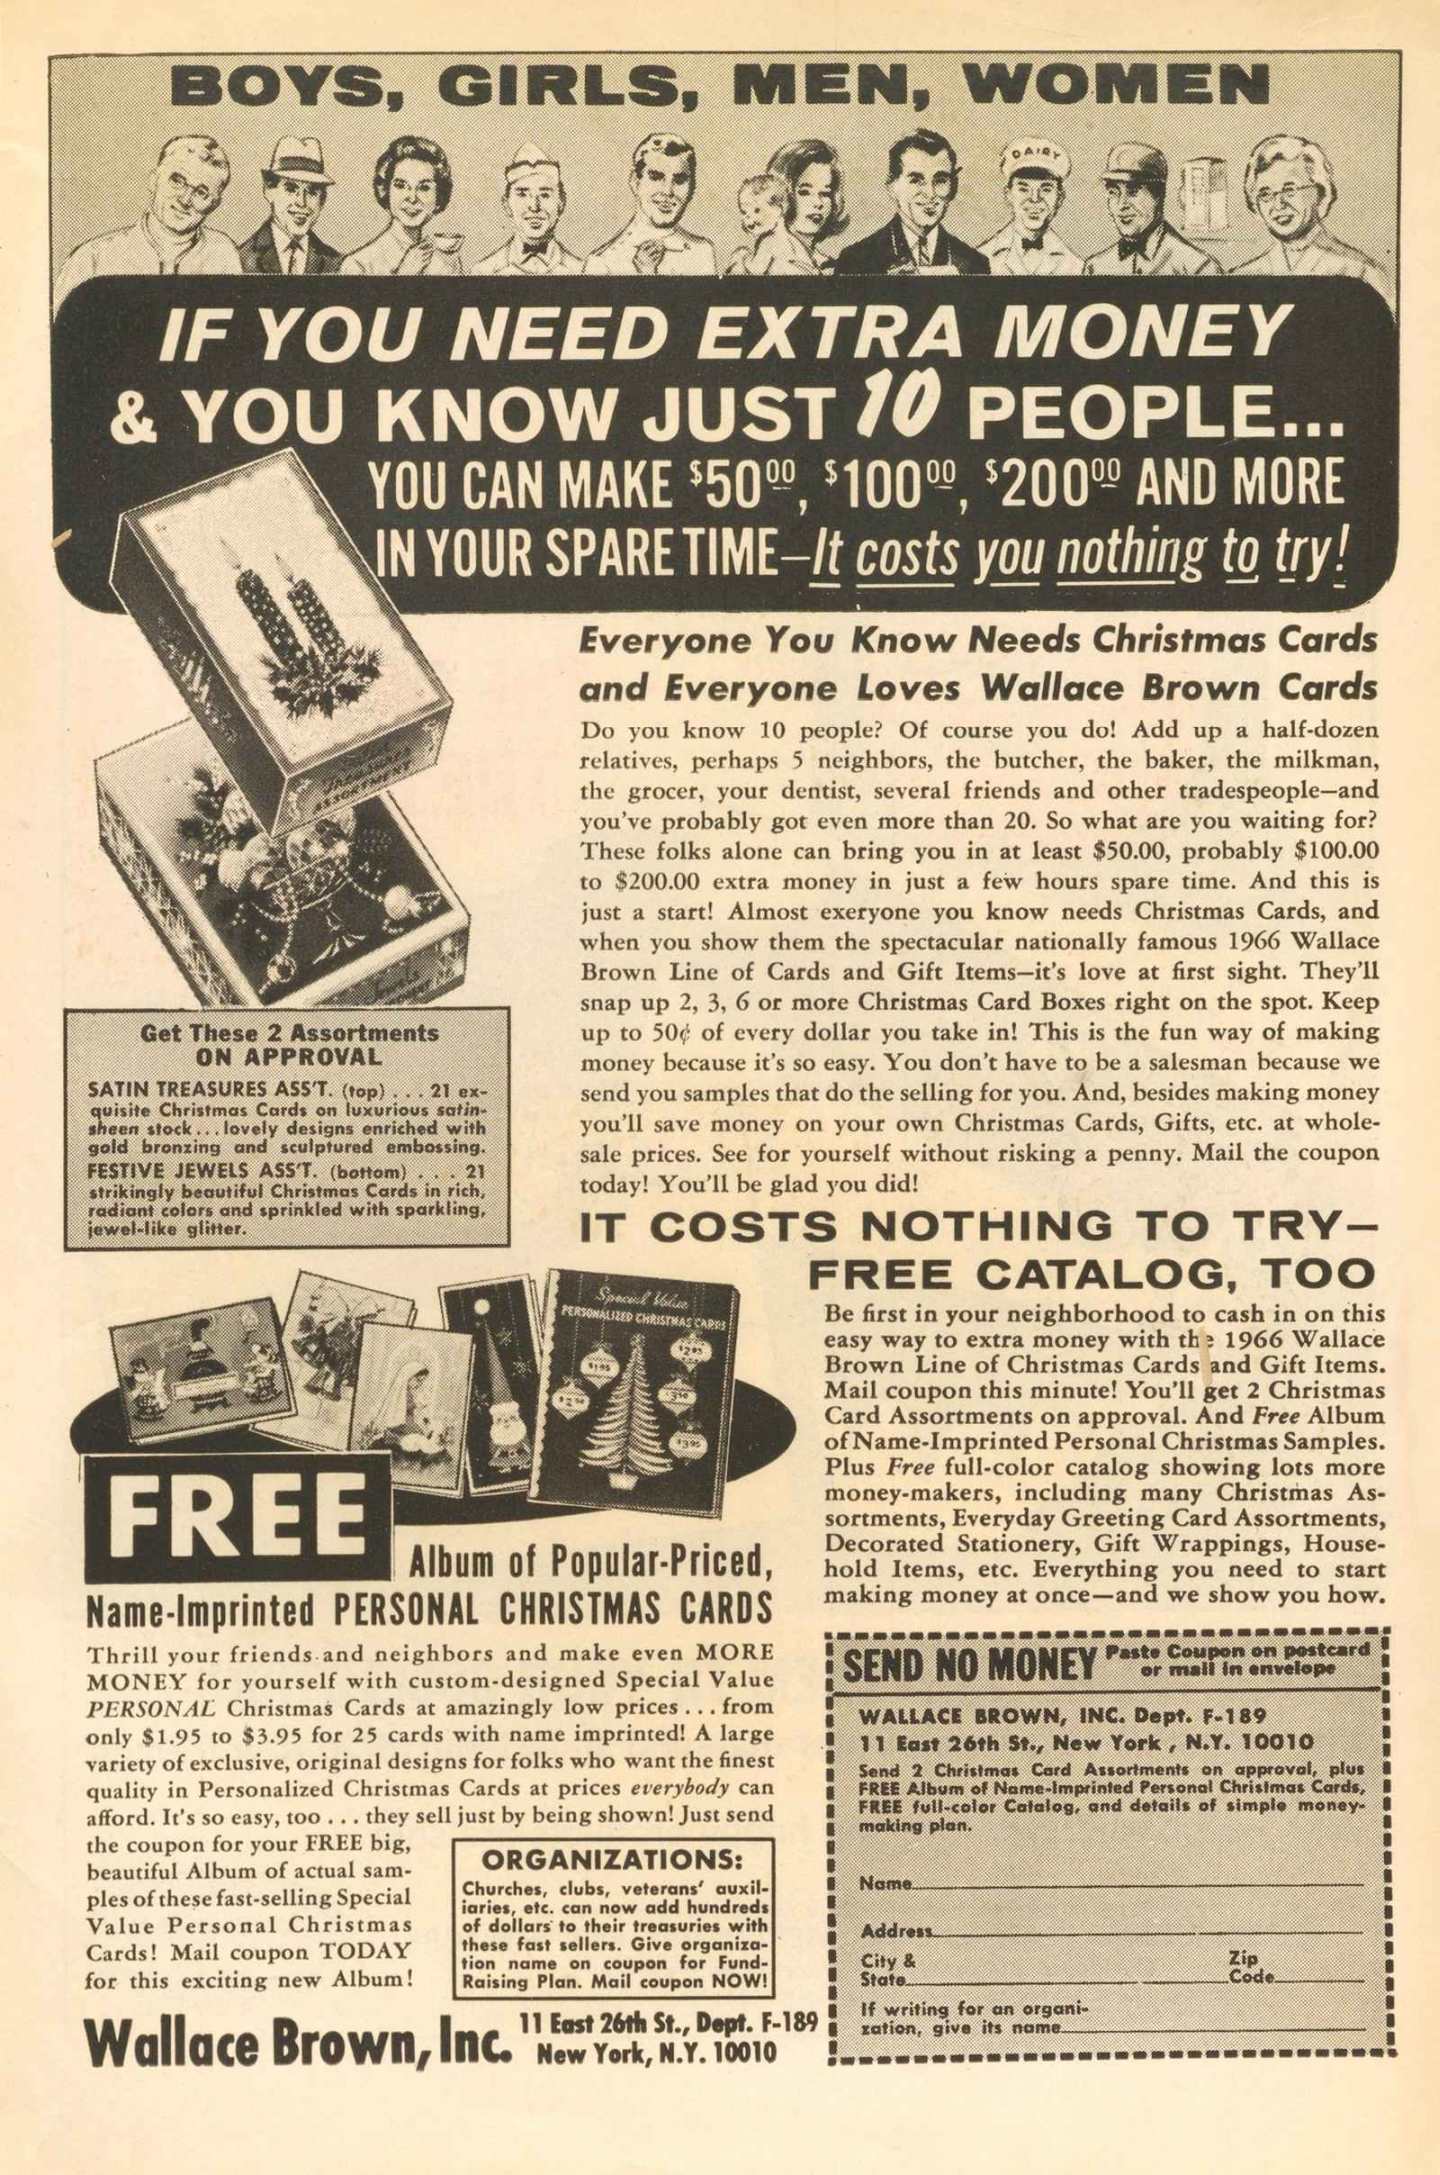 BOYS, GIRLS, MEN, WOMEN
DAIRY
IF YOU NEED EXTRA MONEY
& YOU KNOW JUST 10 PEOPLE...
YOU CAN MAKE $50.00, $100.00, $200.00 AND MORE
IN YOUR SPARE TIME—It costs you nothing to try!
Everyone You Know Needs Christmas Cards
and Everyone Loves Wallace Brown Cards
Do you know 10 people? Of course you do! Add up a half-dozen
relatives, perhaps 5 neighbors, the butcher, the baker, the milkman,
the grocer, your dentist, several friends and other tradespeople—and
you've probably got even more than 20. So what are you waiting for?
These folks alone can bring you in at least $50.00, probably $100.00
to $200.00 extra money in just a few hours spare time. And this is
just a start! Almost exeryone you know needs Christmas Cards, and
when you show them the spectacular nationally famous 1966 Wallace
Brown Line of Cards and Gift Items—it's love at first sight. They'll
snap up 2, 3, 6 or more Christmas Card Boxes right on the spot. Keep
up to 50¢ of every dollar you take in! This is the fun way of making
money because it's so easy. You don't have to be a salesman because we
send you samples that do the selling for you. And, besides making money
you'll save money on your own Christmas Cards, Gifts, etc. at whole-
sale prices. See for yourself without risking a penny. Mail the coupon
today! You'll be glad you did!
TREASURES
ASSORTMENT
Get These 2 Assortments
ON APPROVAL
SATIN TREASURES ASS'T. (top) . . . 21 ex-
quisite Christmas Cards on luxurious satin-
sheen stock...lovely designs enriched with
gold bronzing and sculptured embossing.
FESTIVE JEWELS ASS'T. (bottom) . . . 21
strikingly beautiful Christmas Cards in rich,
radiant colors and sprinkled with sparkling,
jewel-like glitter.
IT COSTS NOTHING TO TRY—
FREE CATALOG, TOO
Be first in your neighborhood to cash in on this
easy way to extra money with the 1966 Wallace
Brown Line of Christmas Cards and Gift Items.
Mail coupon this minute! You'll get 2 Christmas
Card Assortments on approval. And Free Album
of Name-Imprinted Personal Christmas Samples.
Plus Free full-color catalog showing lots more
money-makers, including many Christmas As-
sortments, Everyday Greeting Card Assortments,
Decorated Stationery, Gift Wrappings, House-
hold Items, etc. Everything you need to start
making money at once—and we show you how.
Special Value
PERSONALIZED CHRISTMAS CARDS
$1.95
$2.95
$3.95
FREE
Album of Popular-Priced,
Name-Imprinted PERSONAL CHRISTMAS CARDS
Thrill your friends and neighbors and make even MORE
MONEY for yourself with custom-designed Special Value
PERSONAL Christmas Cards at amazingly low prices . . . from
only $1.95 to $3.95 for 25 cards with name imprinted! A large
variety of exclusive, original designs for folks who want the finest
quality in Personalized Christmas Cards at prices everybody can
afford. It's so easy, too . . . they sell just by being shown! Just send
the coupon for your FREE big,
beautiful Album of actual sam-
ples of these fast-selling Special
Value Personal Christmas
Cards! Mail coupon TODAY
for this exciting new Album!
ORGANIZATIONS:
Churches, clubs, veterans' auxil-
iaries, etc. can now add hundreds
of dollars to their treasuries with
these fast sellers. Give organiza-
tion name on coupon for Fund-
Raising Plan. Mail coupon NOW!
Wallace Brown, Inc. 11 East 26th St., Dept. F-189
New York, N.Y. 10010
SEND NO MONEY Paste Coupon on postcard
or mail in envelope
WALLACE BROWN, INC. Dept. F-189
11 East 26th St., New York , N.Y. 10010
Send 2 Christmas Card Assortments on approval, plus
FREE Album of Name-Imprinted Personal Christmas Cards,
FREE full-color Catalog, and details of simple money-
making plan.
Name
Address
City &
State
Zip
Code
If writing for an organi-
zation, give its name